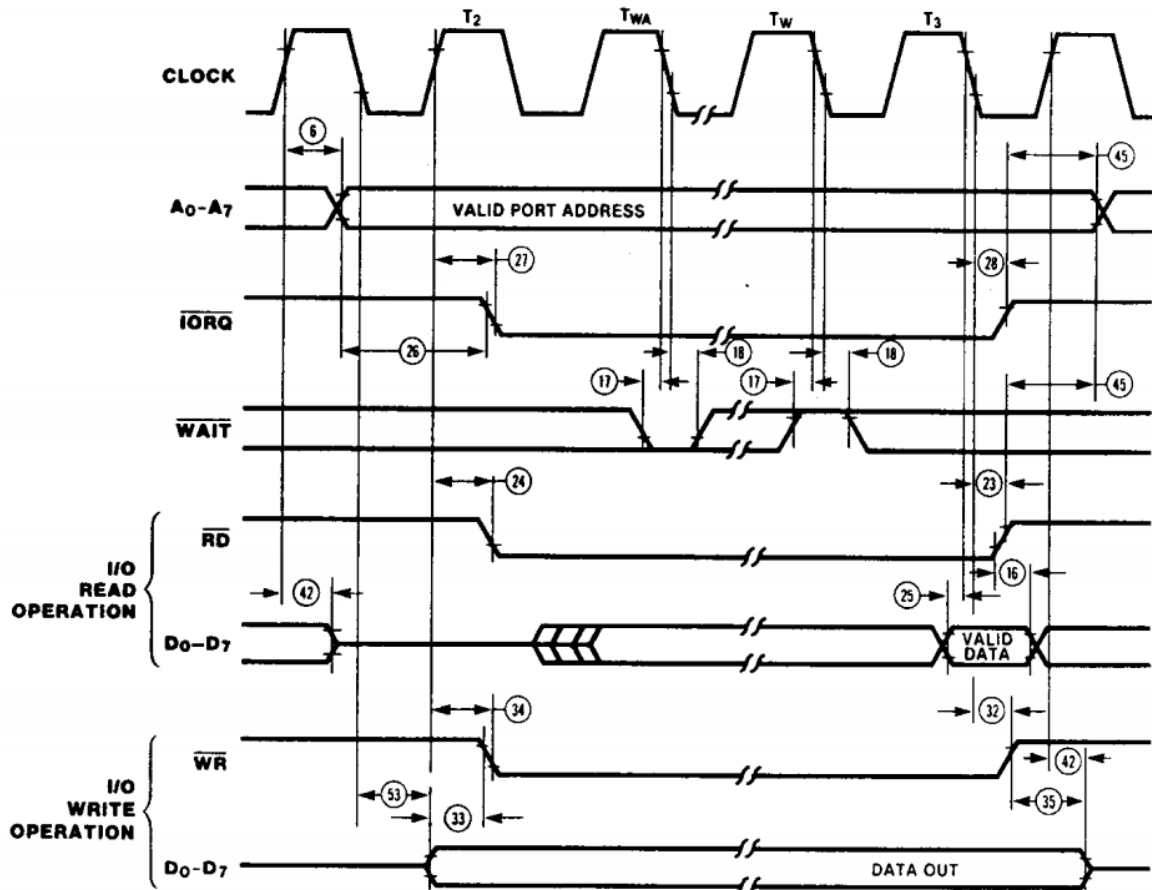 T2 TWA TW T3
CLOCK
6 45
A0–A7 VALID PORT ADDRESS
27 28
IORQ
26
17 18 17 18 45
WAIT
24 23
RD
I/O
READ
OPERATION
42 25 16
D0–D7 VALID
DATA
34 32
WR
I/O
WRITE
OPERATION
53 33 42 35
D0–D7 DATA OUT